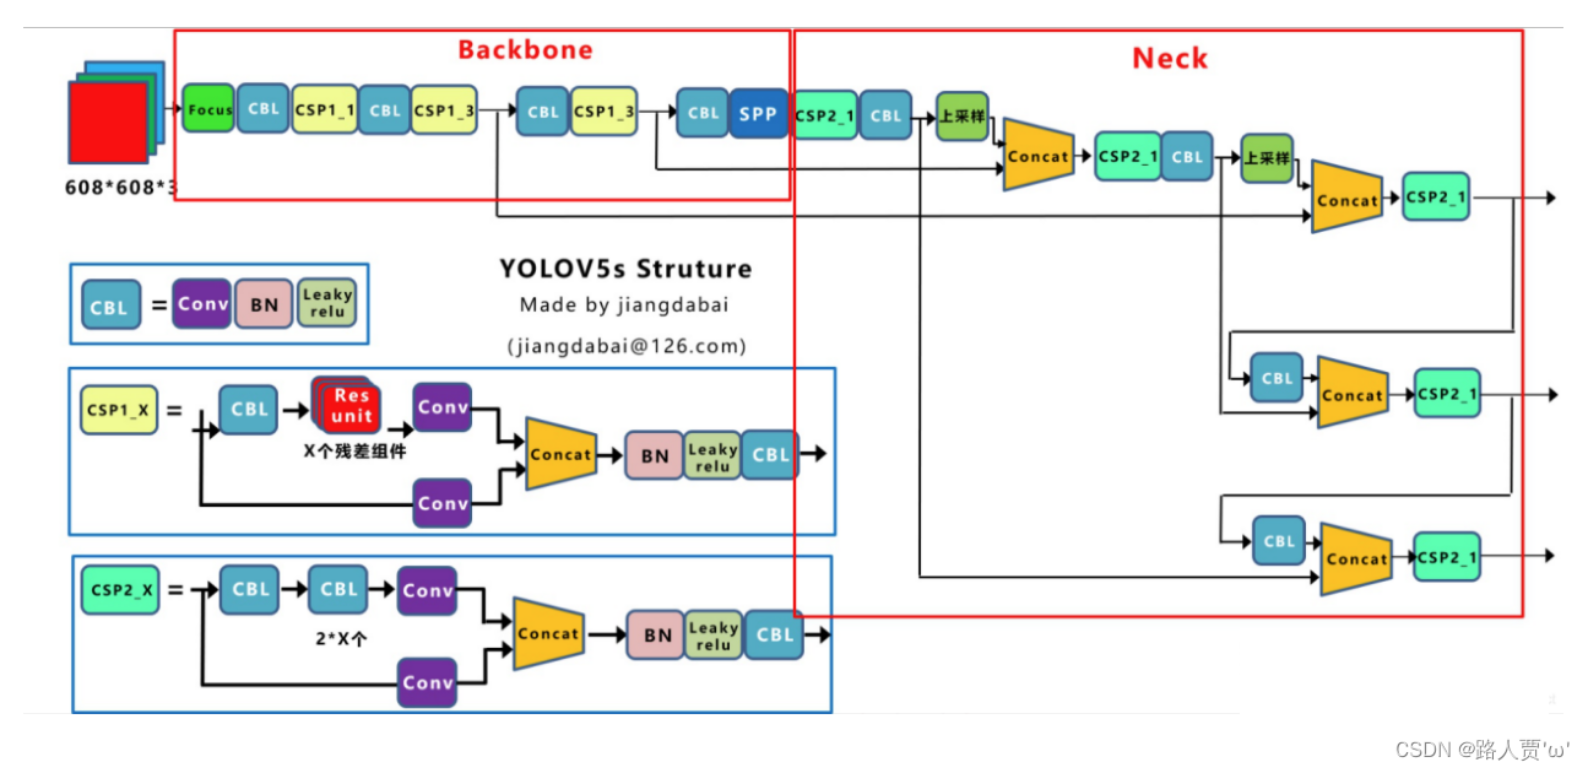 Backbone
Neck
Focus
CBL
CSP1_1
CBL
CSP1_3
CBL
CSP1_3
CBL
SPP
CSP2_1
CBL
上采样
Concat
CSP2_1
CBL
上采样
Concat
CSP2_1
608*608*3
YOLOV5s Struture
Made by jiangdabai
(jiangdabai@126.com)
CBL
=
Conv
BN
Leaky
relu
CBL
Concat
CSP2_1
CSP1_X
=
CBL
Res
unit
X个残差组件
Conv
Conv
Concat
BN
Leaky
relu
CBL
CBL
Concat
CSP2_1
CSP2_X
=
CBL
CBL
2*X个
Conv
Conv
Concat
BN
Leaky
relu
CBL
CSDN @路人贾'ω'